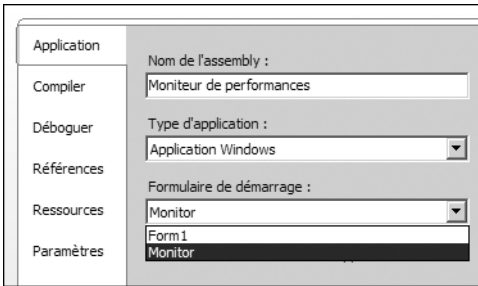 Application
Compiler
Déboguer
Références
Ressources
Paramètres
Nom de l'assembly :
Moniteur de performances
Type d'application :
Application Windows
Formulaire de démarrage :
Monitor
Form1
Monitor